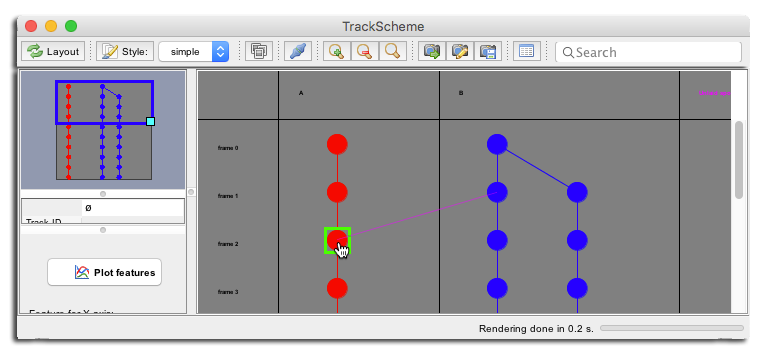 TrackScheme
Layout
Style:
simple
Search
A
B
frame 0
frame 1
frame 2
frame 3
ø
Track ID
Plot features
Feature for X axis:
Rendering done in 0.2 s.